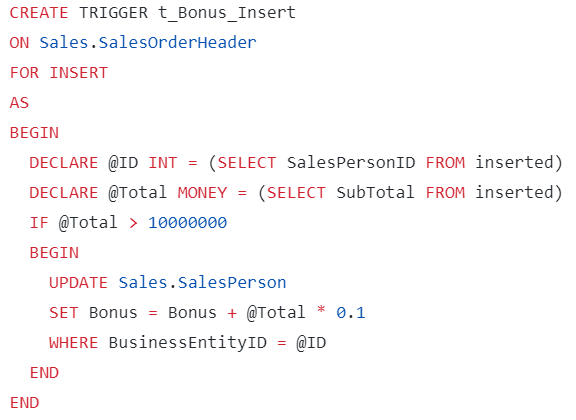 CREATE TRIGGER t_Bonus_Insert
ON Sales.SalesOrderHeader
FOR INSERT
AS
BEGIN
  DECLARE @ID INT = (SELECT SalesPersonID FROM inserted)
  DECLARE @Total MONEY = (SELECT SubTotal FROM inserted)
  IF @Total > 10000000
  BEGIN
    UPDATE Sales.SalesPerson
    SET Bonus = Bonus + @Total * 0.1
    WHERE BusinessEntityID = @ID
  END
END